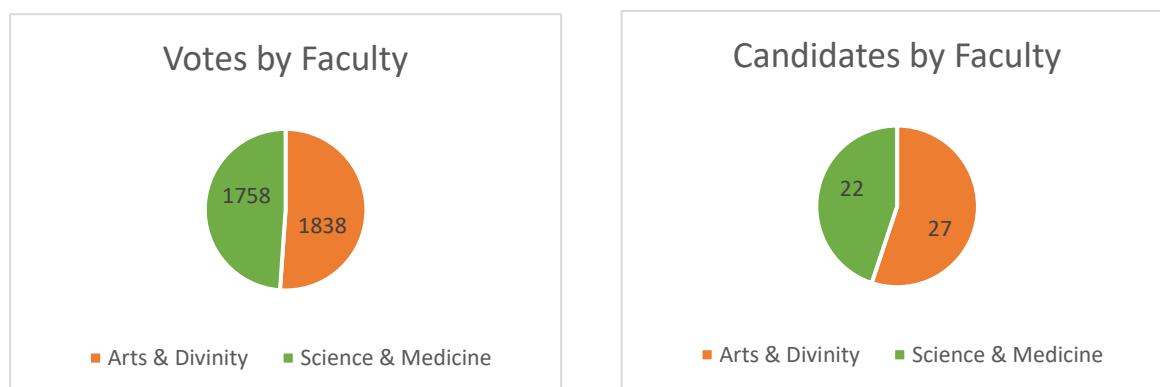 Votes by Faculty
1758
1838
Arts & Divinity Science & Medicine
Candidates by Faculty
22
27
Arts & Divinity Science & Medicine